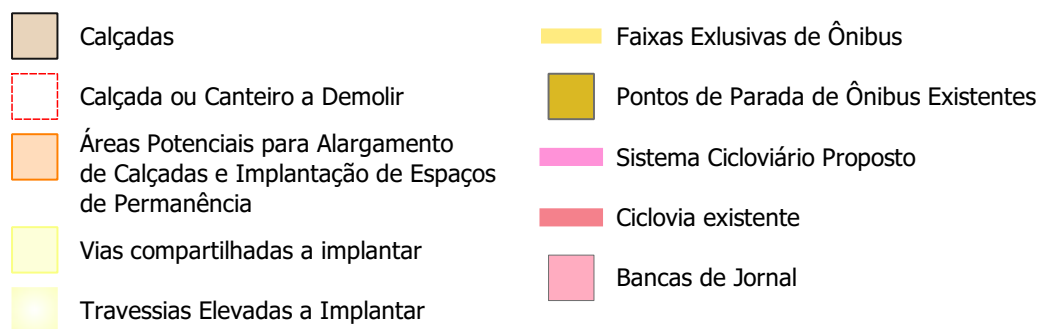 Calçadas
Calçada ou Canteiro a Demolir
Áreas Potenciais para Alargamento
de Calçadas e Implantação de Espaços
de Permanência
Vias compartilhadas a implantar
Travessias Elevadas a Implantar
Faixas Exlusivas de Ônibus
Pontos de Parada de Ônibus Existentes
Sistema Cicloviário Proposto
Ciclovia existente
Bancas de Jornal